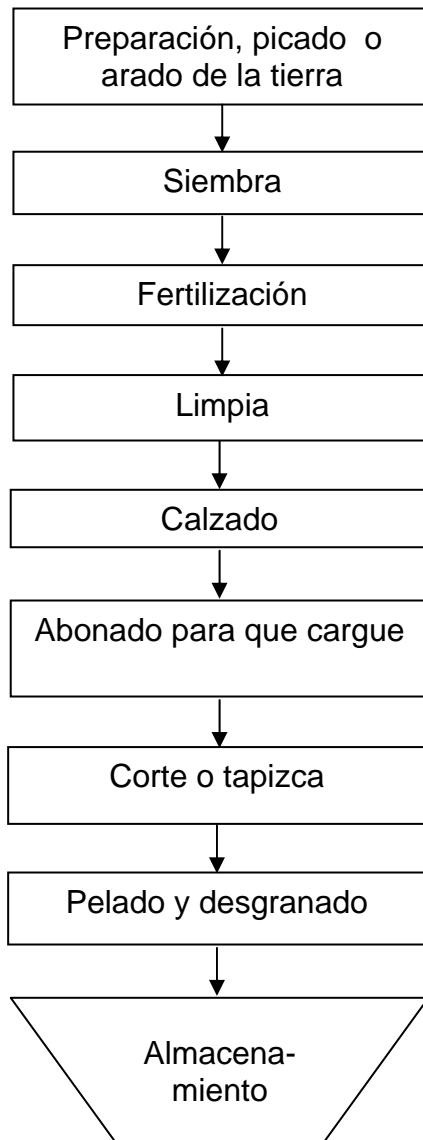 Preparación, picado o
arado de la tierra
Siembra
Fertilización
Limpia
Calzado
Abonado para que cargue
Corte o tapizca
Pelado y desgranado
Almacena-
miento